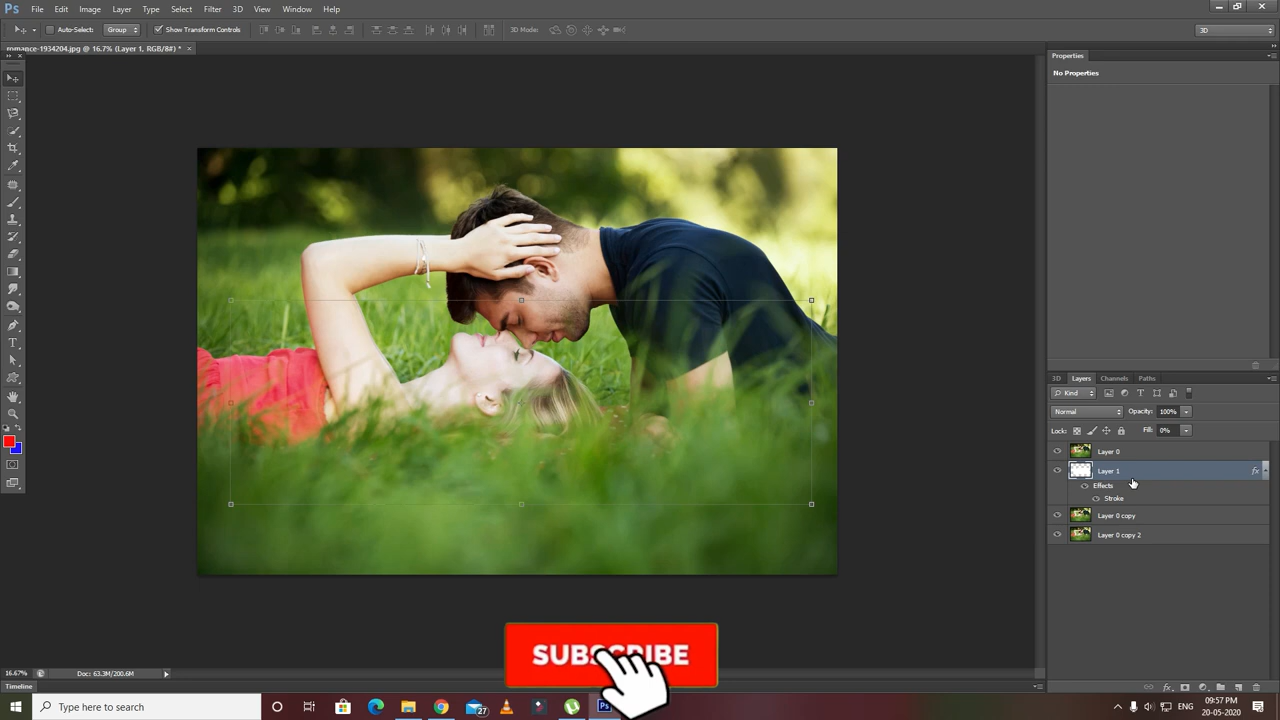 Ps File Edit Image Layer Type Select Filter 3D View Window Help
Auto-Select: Group Show Transform Controls 3D Mode: 3D
romance-1934204.jpg @ 16.7% (Layer 1, RGB/8#) *
Properties
No Properties
3D Layers Channels Paths
Kind
Normal Opacity: 100%
Lock: Fill: 0%
Layer 0
Layer 1 fx
Effects
Stroke
Layer 0 copy
Layer 0 copy 2
SUBSCRIBE
16.67% Doc: 63.3M/200.6M
Timeline
Type here to search 27 Ps ENG 09:57 PM
20-05-2020